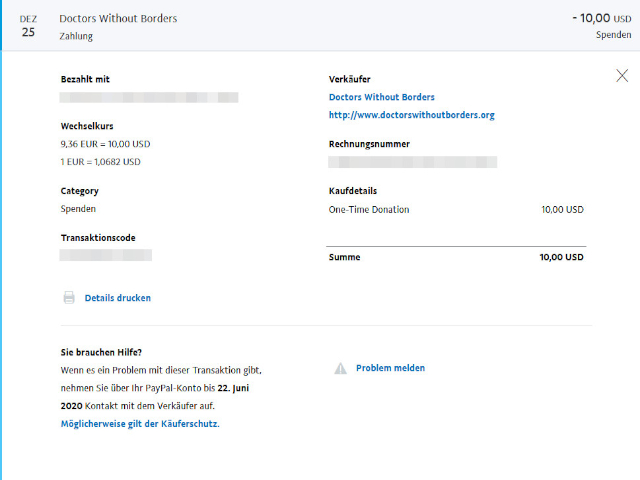 DEZ
25
Doctors Without Borders
Zahlung
- 10,00 USD
Spenden
Bezahlt mit
Wechselkurs
9,36 EUR = 10,00 USD
1 EUR = 1,0682 USD
Category
Spenden
Transaktionscode
Details drucken
Verkäufer
Doctors Without Borders
http://www.doctorswithoutborders.org
Rechnungsnummer
Kaufdetails
One-Time Donation 10,00 USD
Summe 10,00 USD
Sie brauchen Hilfe?
Wenn es ein Problem mit dieser Transaktion gibt,
nehmen Sie über Ihr PayPal-Konto bis 22. Juni
2020 Kontakt mit dem Verkäufer auf.
Möglicherweise gilt der Käuferschutz.
Problem melden